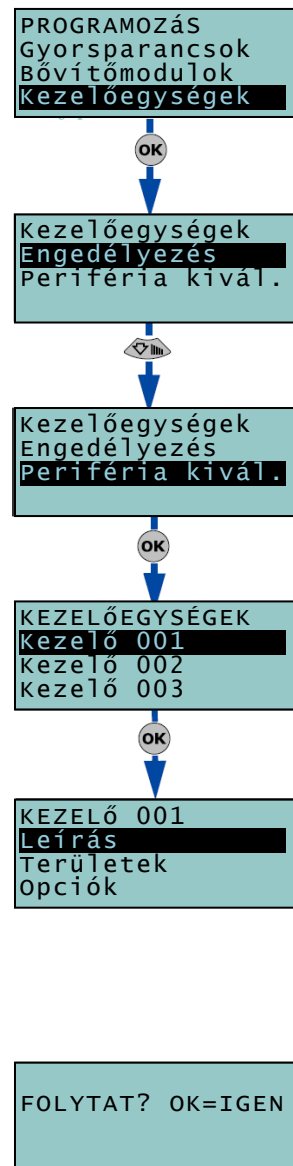 PROGRAMOZáS
Gyorsparancsok
Bővítőmodulok
Kezelőegységek
OK
Kezelőegységek
Engedélyezés
Periféria kivál.
Kezelőegységek
Engedélyezés
Periféria kivál.
OK
KEZELőEGYSÉGEK
Kezelő 001
Kezelő 002
Kezelő 003
OK
KEZELő 001
Leírás
Területek
Opciók
FOLYTAT? OK=IGEN